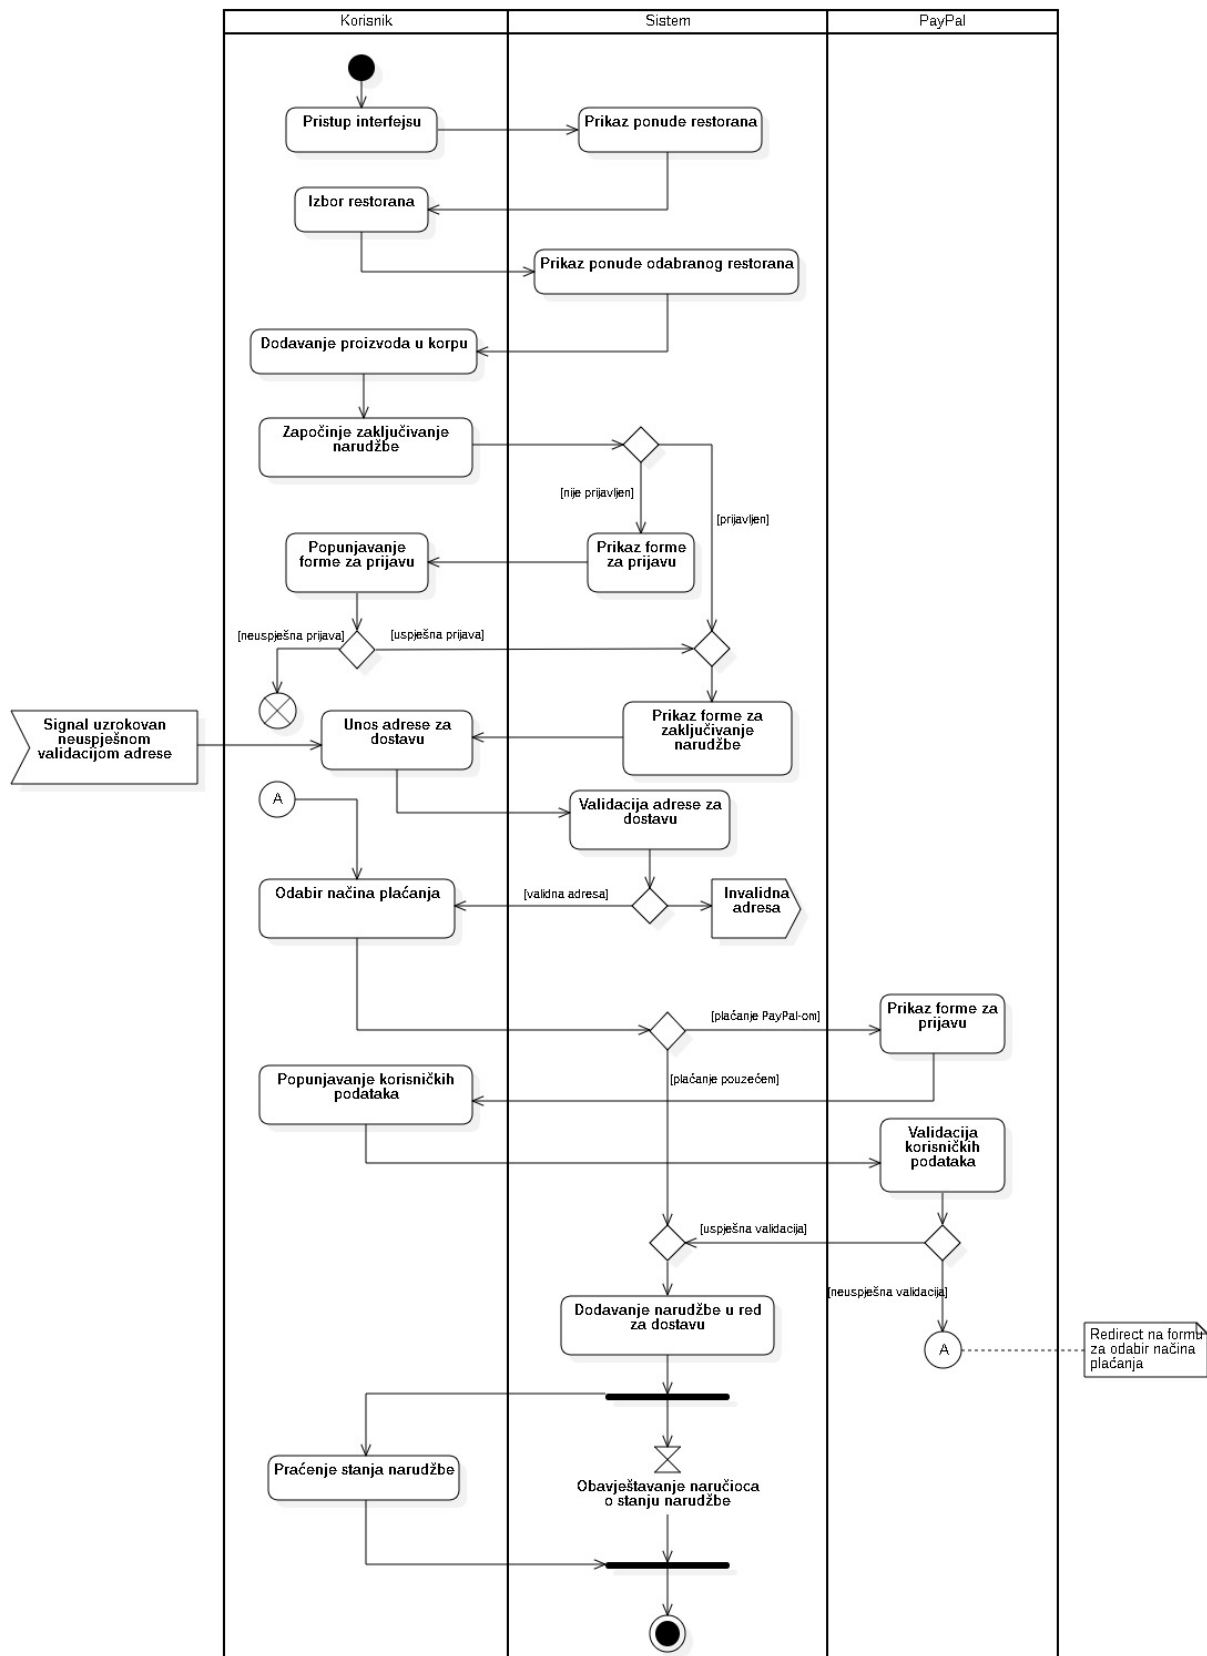 Korisnik
Sistem
PayPal
Pristup interfejsu
Prikaz ponude restorana
Izbor restorana
Prikaz ponude odabranog restorana
Dodavanje proizvoda u korpu
Započinje zaključivanje
narudžbe
[nije prijavljen]
[prijavljen]
Popunjavanje
forme za prijavu
Prikaz forme
za prijavu
[neuspješna prijava]
[uspješna prijava]
Signal uzrokovan
neuspješnom
validacijom adrese
Unos adrese za
dostavu
Prikaz forme za
zaključivanje
narudžbe
A
Validacija adrese za
dostavu
Odabir načina plaćanja
[validna adresa]
Invalidna
adresa
[plaćanje PayPal-om]
Prikaz forme za
prijavu
[plaćanje pouzećem]
Popunjavanje korisničkih
podataka
Validacija
korisničkih
podataka
[uspješna validacija]
[neuspješna validacija]
Dodavanje narudžbe u red
za dostavu
A
Redirect na formu
za odabir načina
plaćanja
Praćenje stanja narudžbe
Obavještavanje naručioca
o stanju narudžbe